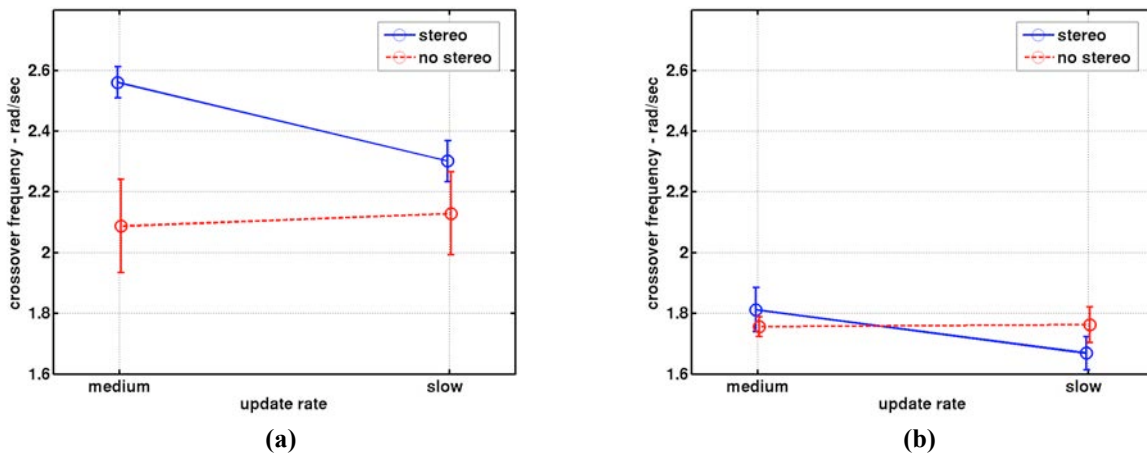 stereo
no stereo
2.6
2.4
2.2
2
1.8
1.6
crossover frequency - rad/sec
medium
slow
update rate
(a)
stereo
no stereo
2.6
2.4
2.2
2
1.8
1.6
crossover frequency - rad/sec
medium
slow
update rate
(b)